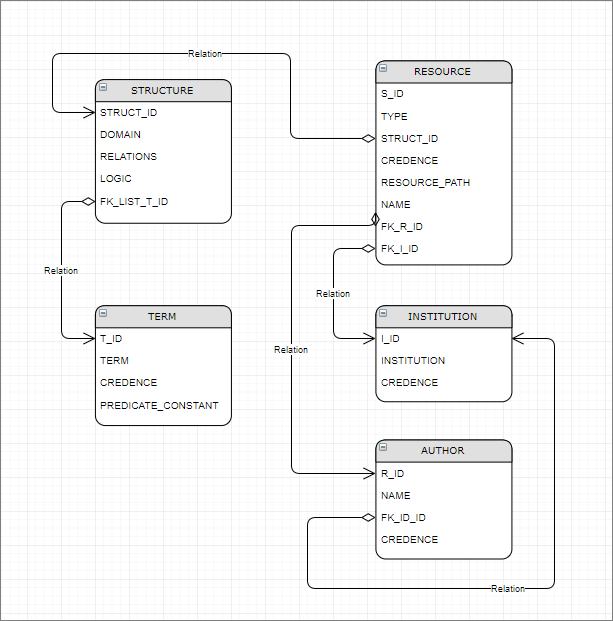 Relation
STRUCTURE
STRUCT_ID
DOMAIN
RELATIONS
LOGIC
FK_LIST_T_ID
RESOURCE
S_ID
TYPE
STRUCT_ID
CREDENCE
RESOURCE_PATH
NAME
FK_R_ID
FK_I_ID
Relation
Relation
Relation
TERM
T_ID
TERM
CREDENCE
PREDICATE_CONSTANT
INSTITUTION
I_ID
INSTITUTION
CREDENCE
AUTHOR
R_ID
NAME
FK_ID_ID
CREDENCE
Relation